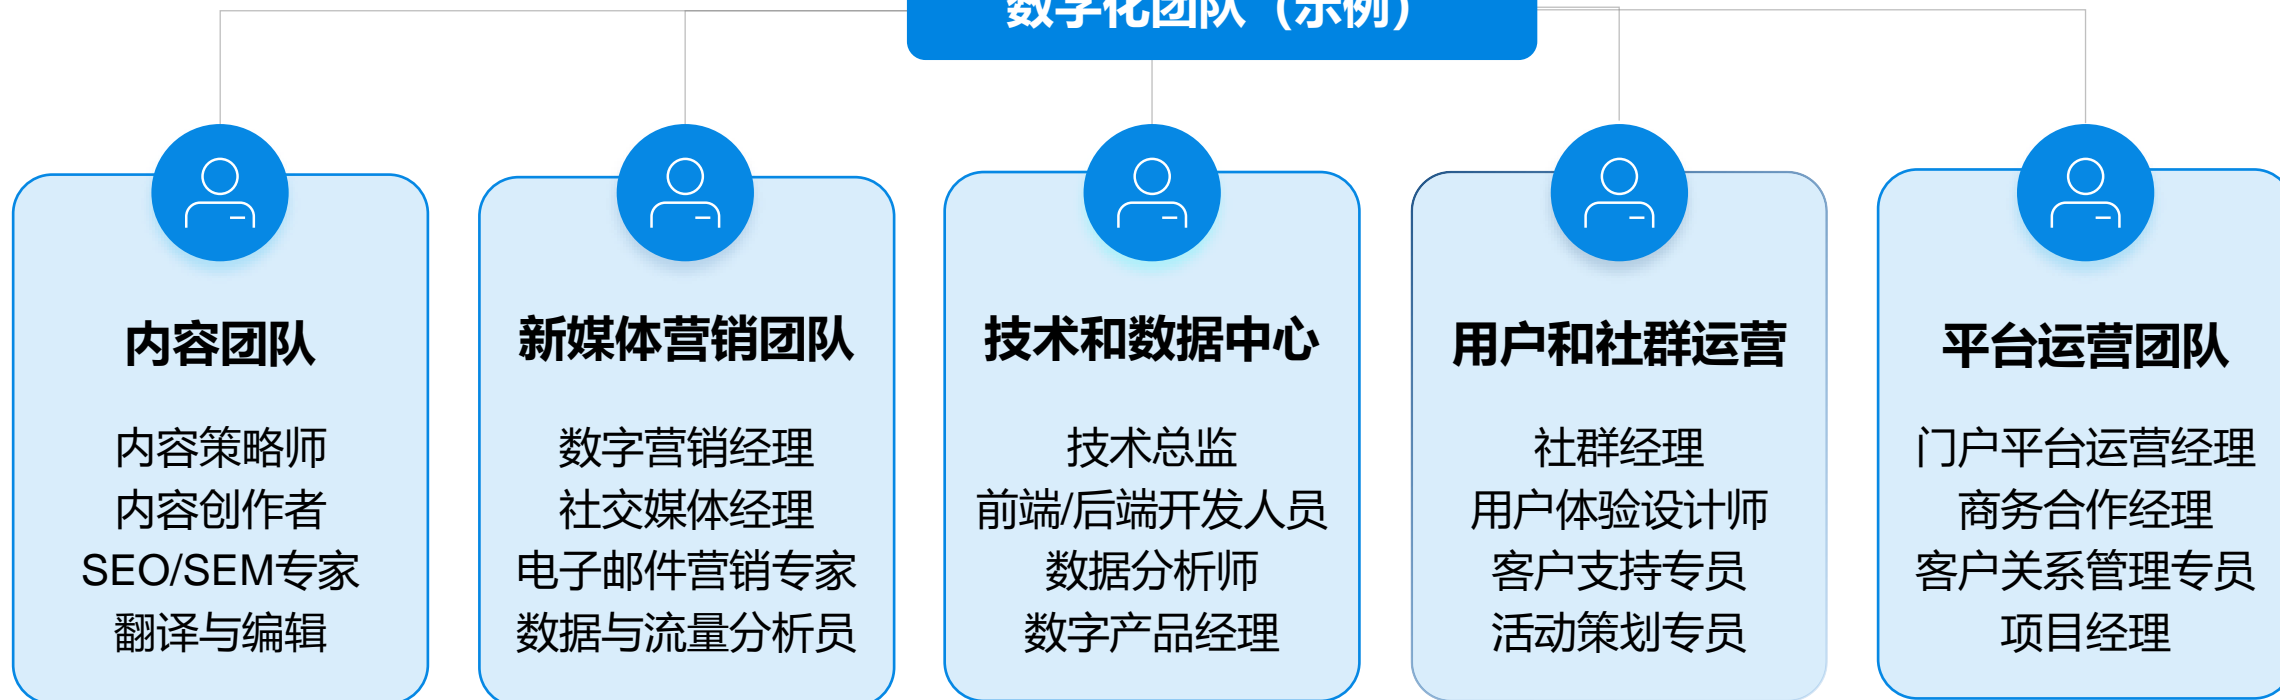 数字化团队（示例）
内容团队
内容策略师
内容创作者
SEO/SEM专家
翻译与编辑
新媒体营销团队
数字营销经理
社交媒体经理
电子邮件营销专家
数据与流量分析员
技术和数据中心
技术总监
前端/后端开发人员
数据分析师
数字产品经理
用户和社群运营
社群经理
用户体验设计师
客户支持专员
活动策划专员
平台运营团队
门户平台运营经理
商务合作经理
客户关系管理专员
项目经理